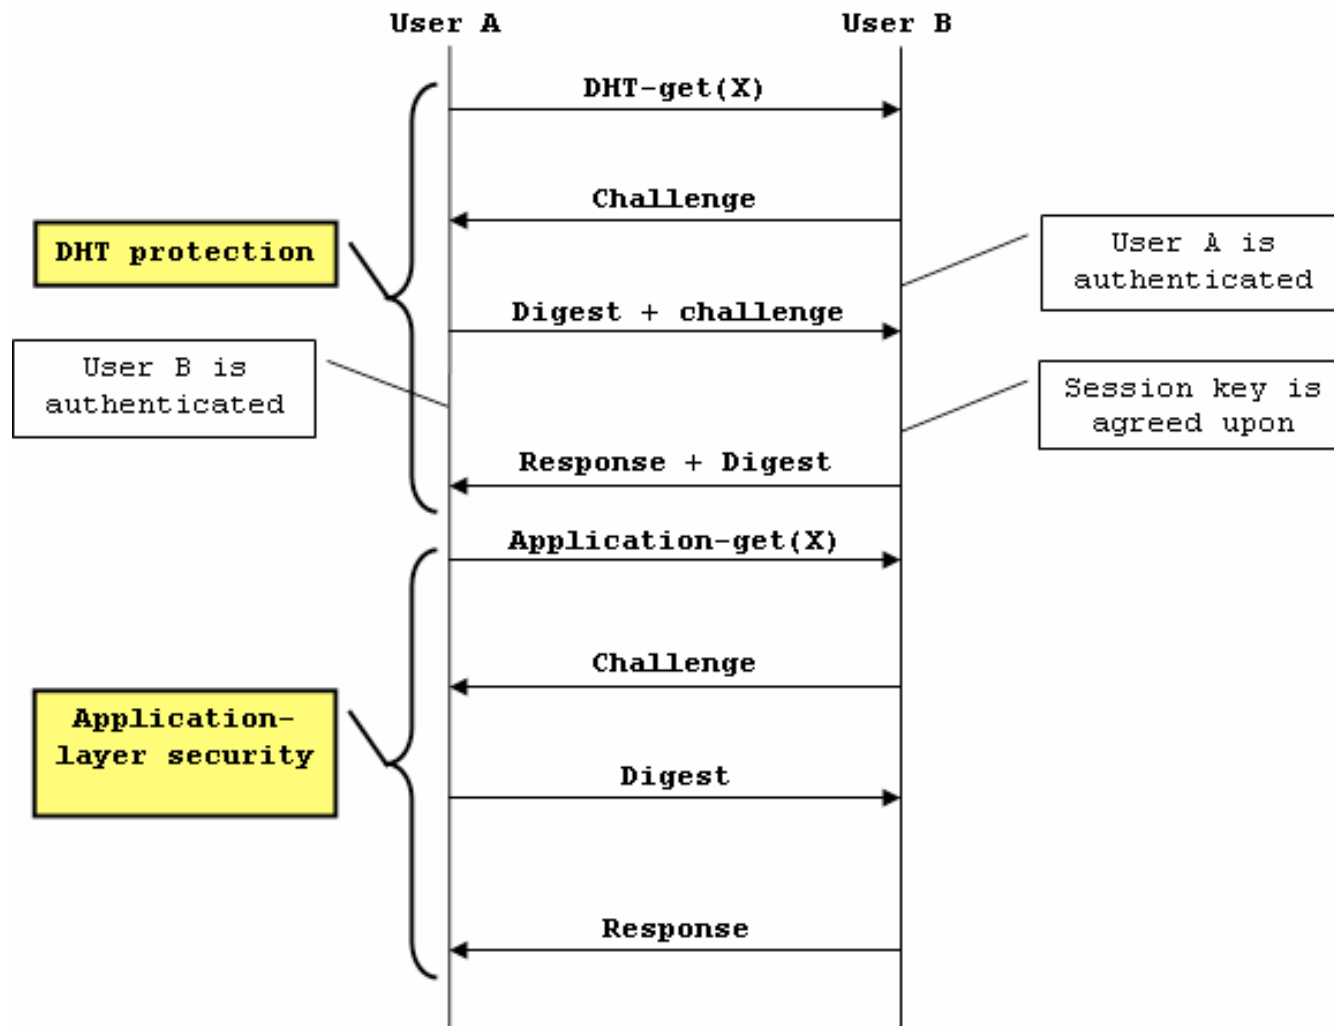 User A
User B
DHT-get(X)
Challenge
DHT protection
User A is
authenticated
Digest + challenge
User B is
authenticated
Session key is
agreed upon
Response + Digest
Application-get(X)
Challenge
Application-
layer security
Digest
Response